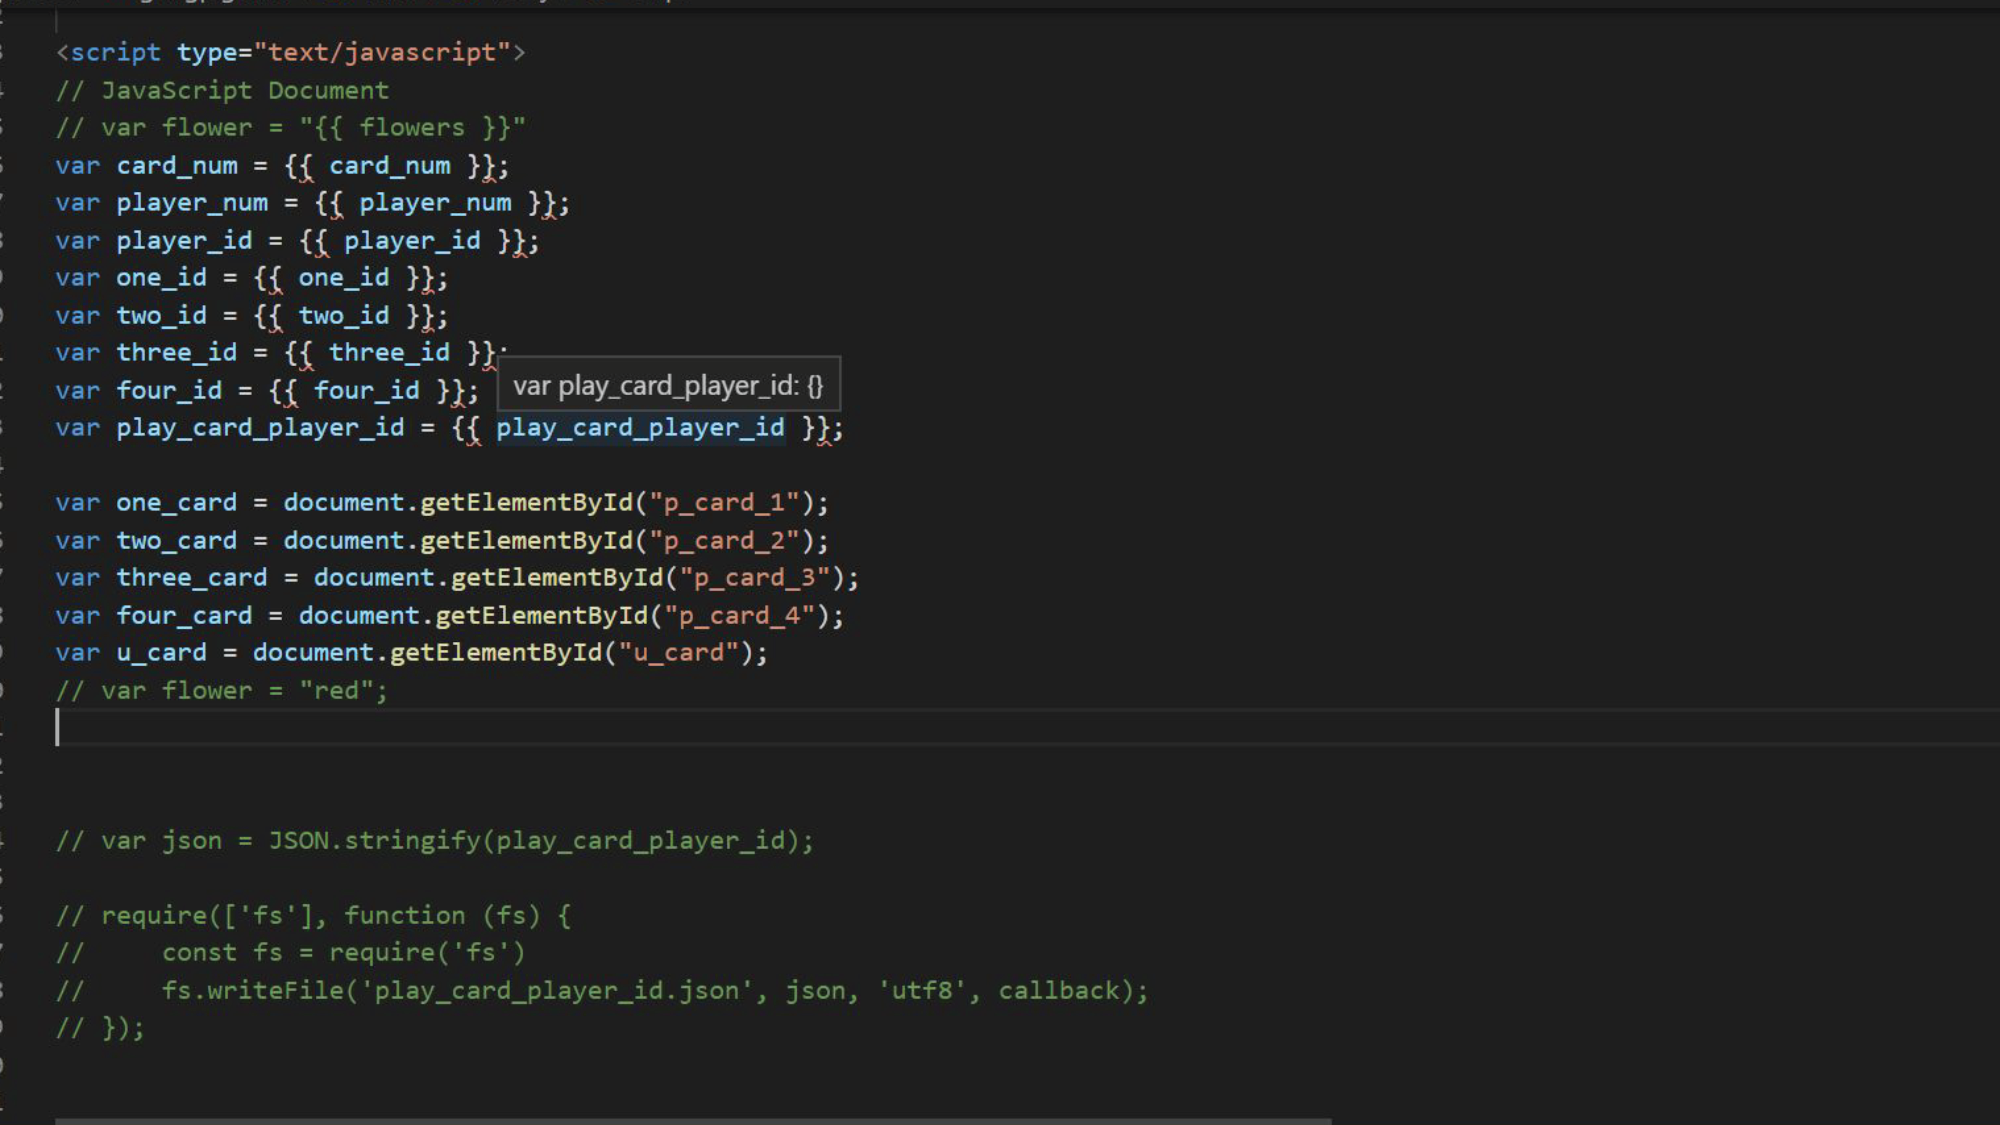 <script type="text/javascript">
// JavaScript Document
// var flower = "{{ flowers }}"
var card_num = {{ card_num }};
var player_num = {{ player_num }};
var player_id = {{ player_id }};
var one_id = {{ one_id }};
var two_id = {{ two_id }};
var three_id = {{ three_id }};
var four_id = {{ four_id }};
var play_card_player_id: {}
var play_card_player_id = {{ play_card_player_id }};
var one_card = document.getElementById("p_card_1");
var two_card = document.getElementById("p_card_2");
var three_card = document.getElementById("p_card_3");
var four_card = document.getElementById("p_card_4");
var u_card = document.getElementById("u_card");
// var flower = "red";
// var json = JSON.stringify(play_card_player_id);
// require(['fs'], function (fs) {
//     const fs = require('fs')
//     fs.writeFile('play_card_player_id.json', json, 'utf8', callback);
// });